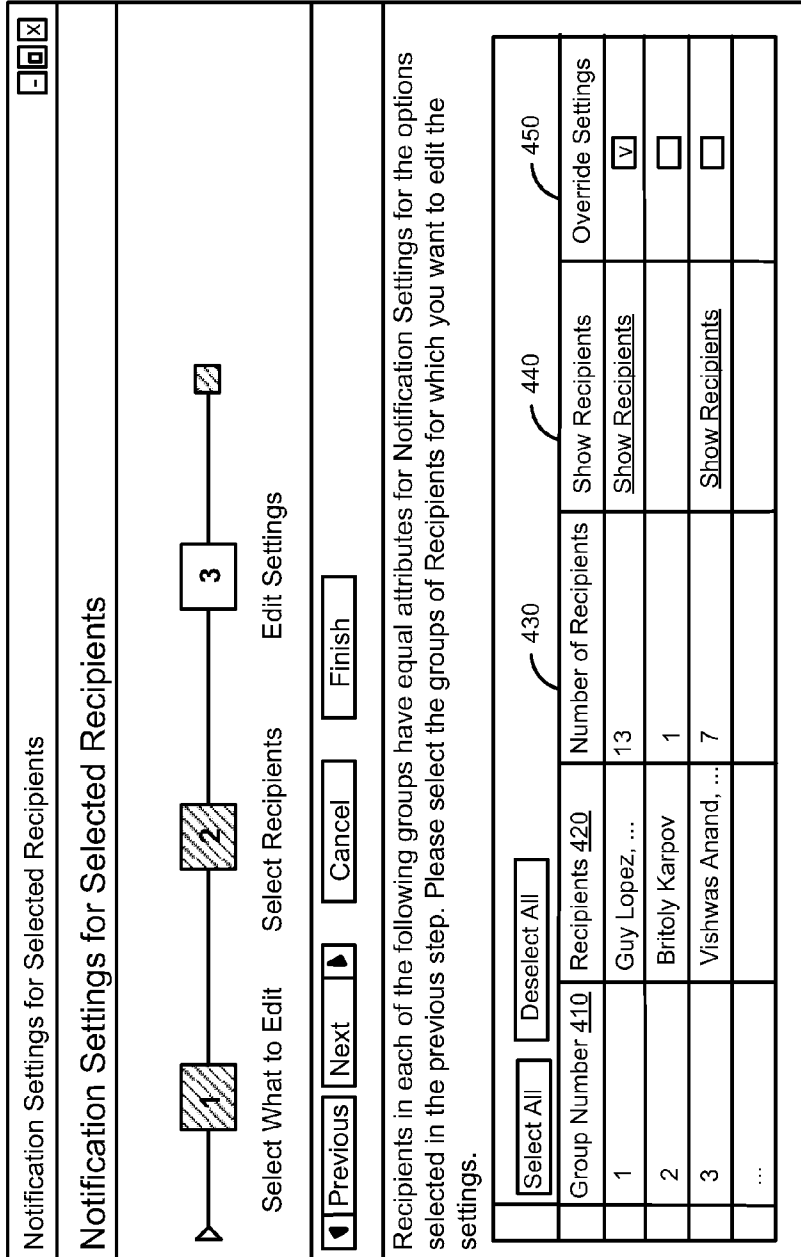 Notification Settings for Selected Recipients
- x
Notification Settings for Selected Recipients
1 2 3
Select What to Edit Select Recipients Edit Settings
Previous Next Cancel Finish
Recipients in each of the following groups have equal attributes for Notification Settings for the options
selected in the previous step. Please select the groups of Recipients for which you want to edit the
settings.
Select All Deselect All 430 440 450
Group Number 410 Recipients 420 Number of Recipients Show Recipients Override Settings
1 Guy Lopez, ... 13 Show Recipients v
2 Britoly Karpov 1
3 Vishwas Anand, ... 7 Show Recipients
...